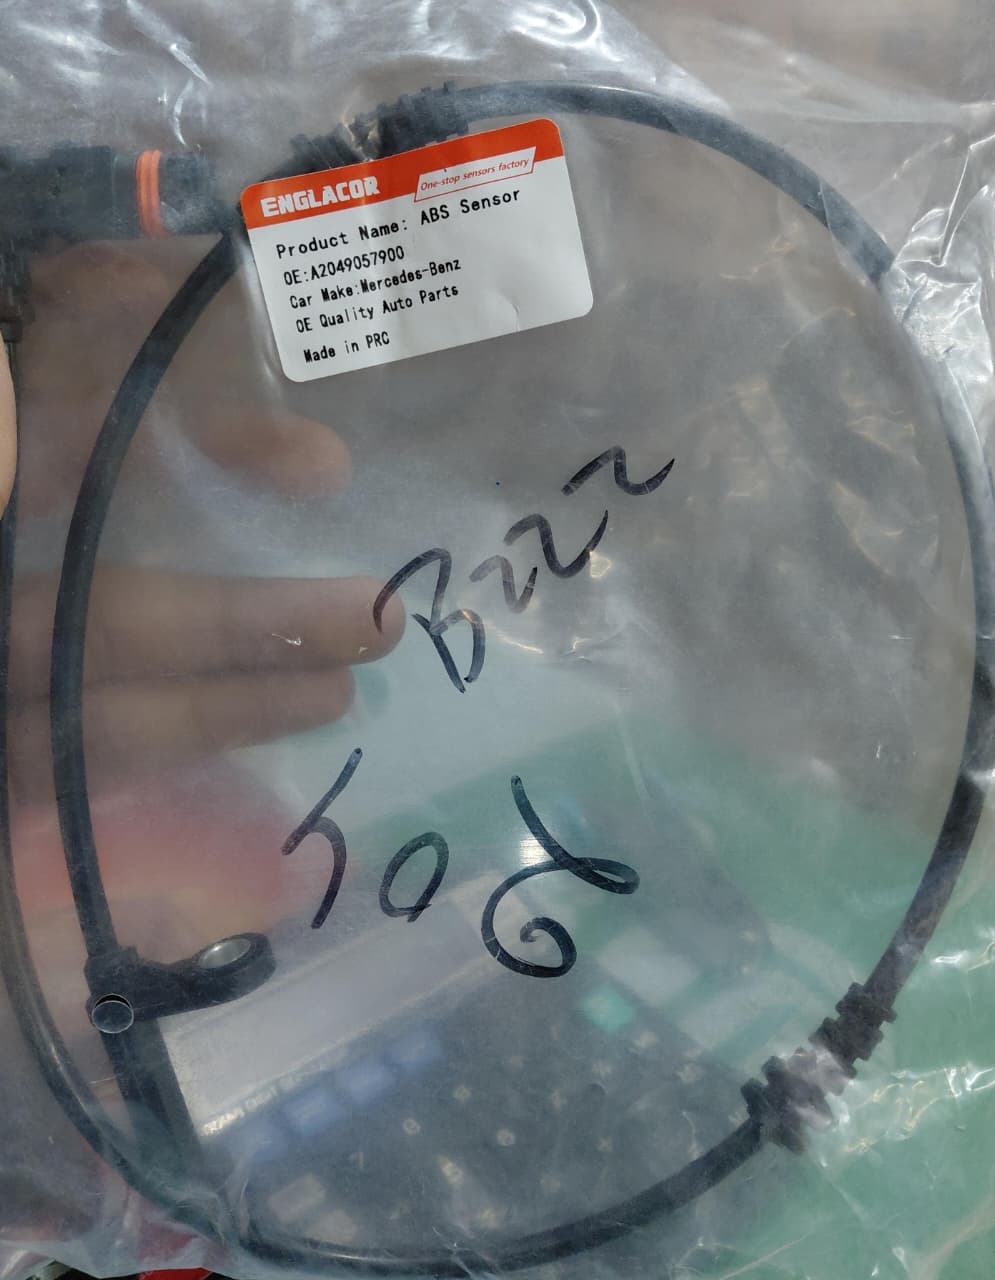 ENGLACOR
One-stop sensors factory
Product Name: ABS Sensor
OE:A2049057900
Car Make:Mercedes-Benz
OE Quality Auto Parts
Made in PRC